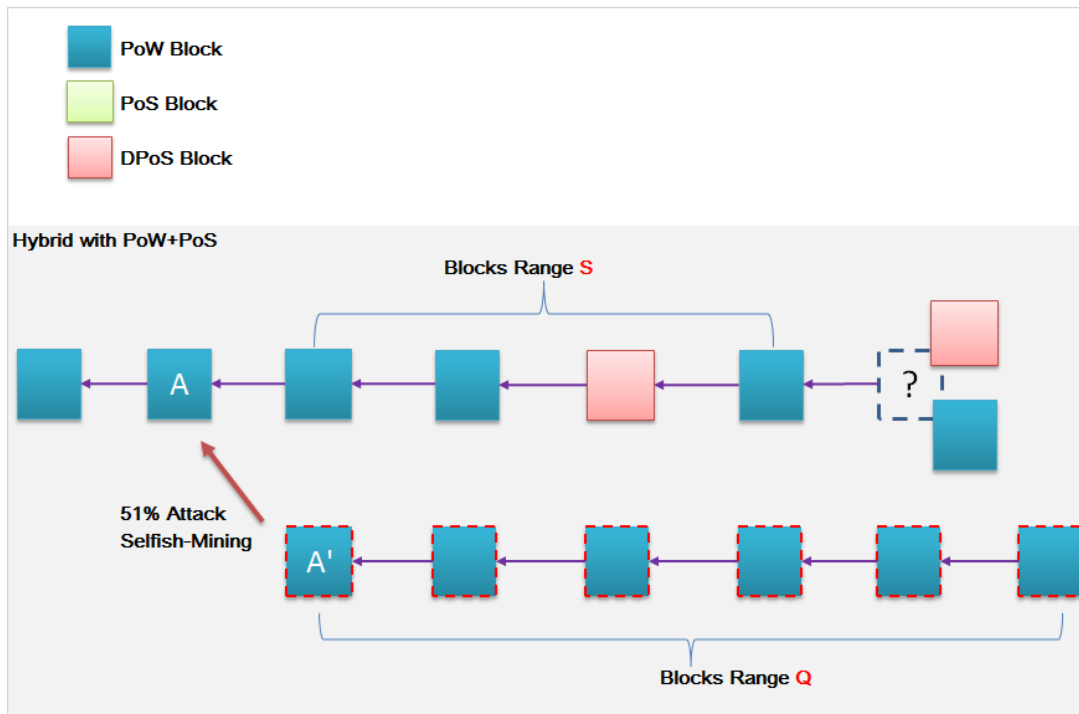 PoW Block
PoS Block
DPoS Block
Hybrid with PoW+PoS
Blocks Range S
A
?
51% Attack
Selfish-Mining
A'
Blocks Range Q